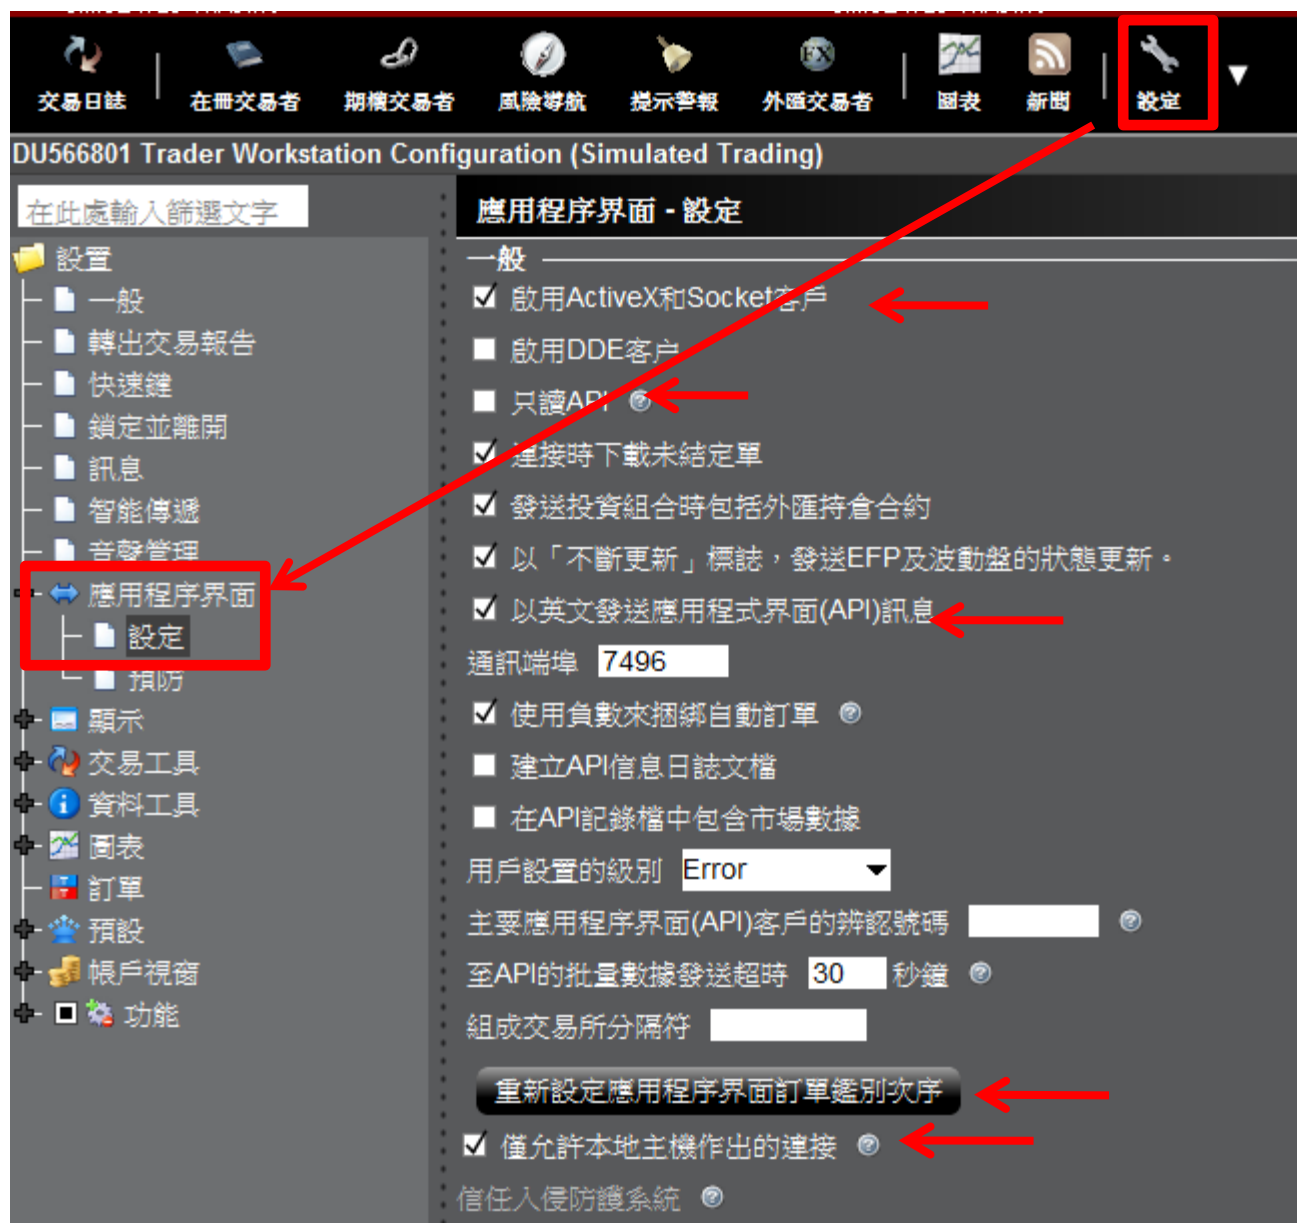 交易日誌 在冊交易者 期權交易者 風險導航 提示警報 外匯交易者 圖表 新聞 設定
FX
DU566801 Trader Workstation Configuration (Simulated Trading)
在此處輸入篩選文字
設置
一般
轉出交易報告
快速鍵
鎖定並離開
訊息
智能傳遞
音聲管理
應用程序界面
設定
預防
顯示
交易工具
資料工具
圖表
訂單
預設
帳戶視窗
功能
應用程序界面 - 設定
一般
啟用ActiveX和Socket客戶
啟用DDE客户
只讀API
連接時下載未結定單
發送投資組合時包括外匯持倉合約
以「不斷更新」標誌，發送EFP及波動盤的狀態更新。
以英文發送應用程式界面(API)訊息
通訊端埠 7496
使用負數來捆綁自動訂單
建立API信息日誌文檔
在API記錄檔中包含市場數據
用戶設置的級別 Error
主要應用程序界面(API)客戶的辨認號碼
至API的批量數據發送超時 30 秒鐘
組成交易所分隔符
重新設定應用程序界面訂單鑑別次序
僅允許本地主機作出的連接
信任入侵防護系統